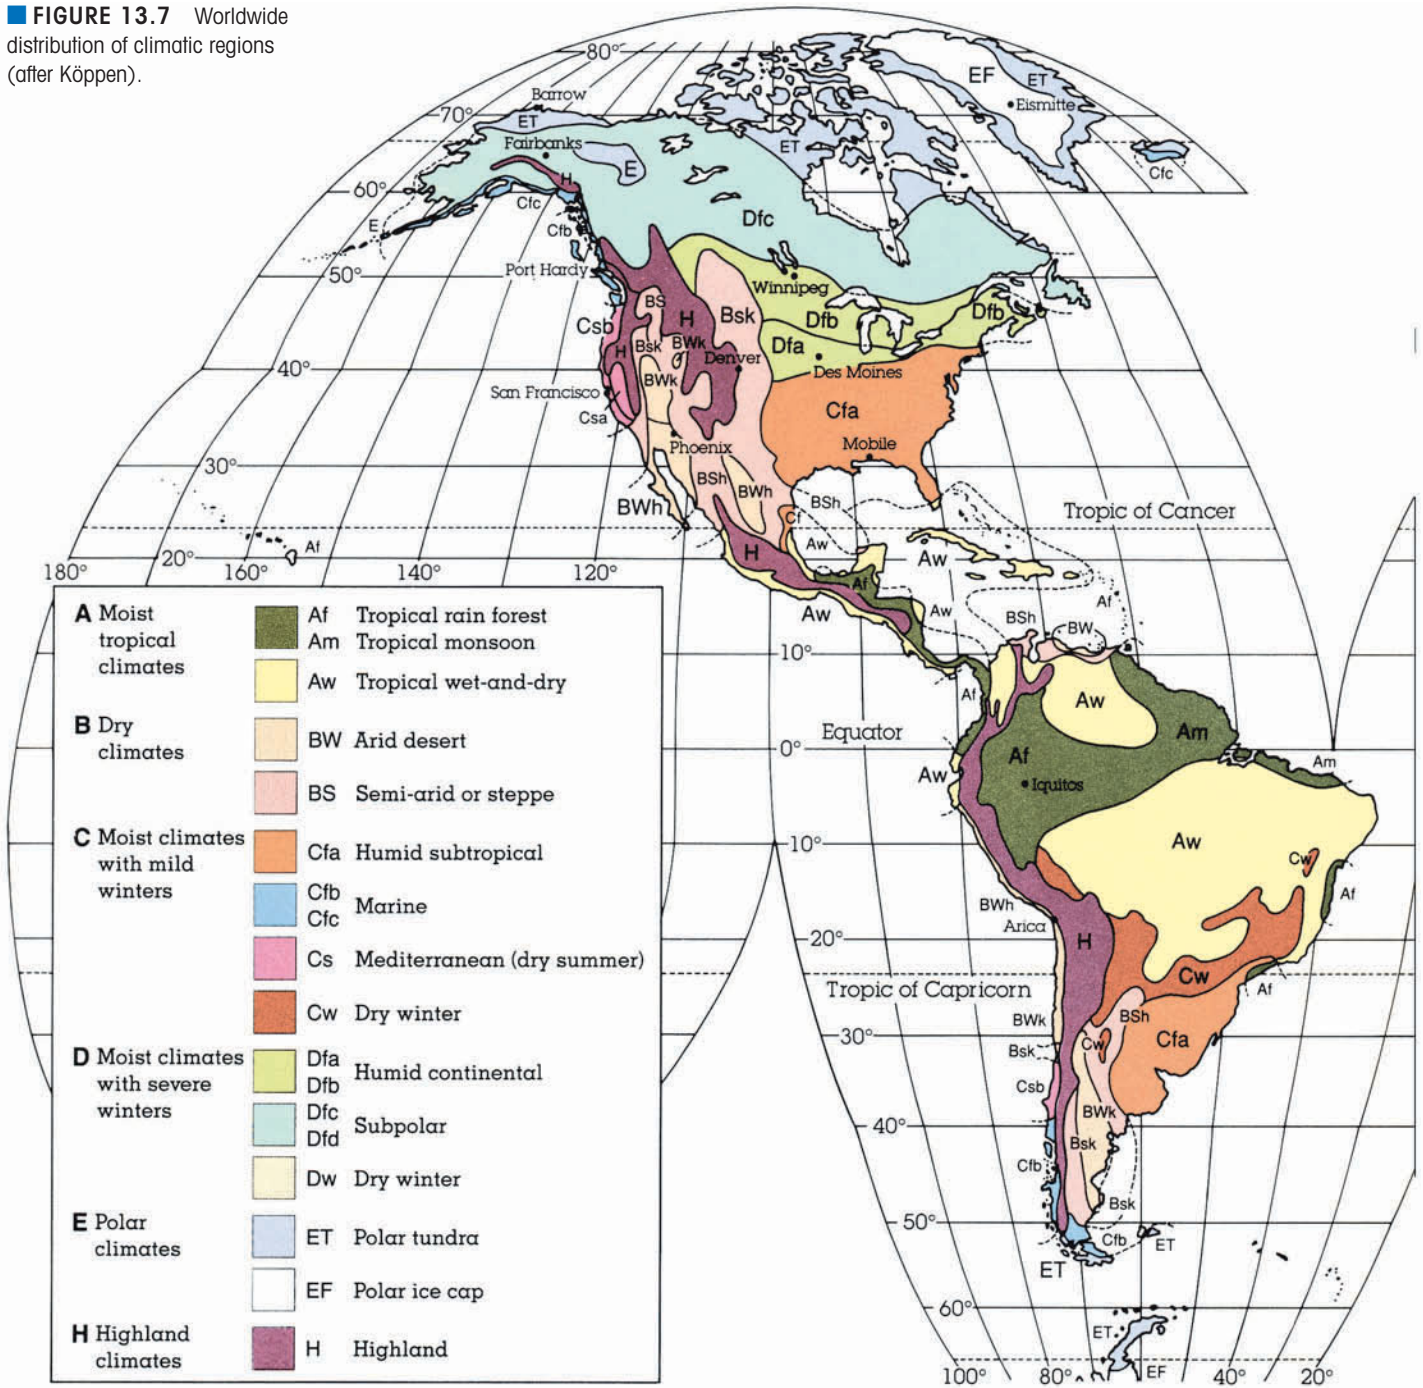 FIGURE 13.7 Worldwide
distribution of climatic regions
(after Köppen).
80°
Barrow
70°
ET
Fairbanks
E
H
60°
Cfc
E
Cfb
EF
ET
Eismitte
ET
Cfc
Dfc
50°
Port Hardy
Winnipeg
BS
H
Bsk
Dfb
Dfb
Csb
H
Bsk
BWk
Denver
Dfa
Des Moines
40°
BWk
San Francisco
Csa
Cfa
Mobile
Phoenix
30°
BSh
BWh
BWh
BSh
Cf
Tropic of Cancer
Aw
Af
20°
H
Aw
Af
180°
160°
140°
120°
Aw
Aw
Af
BSh
BW
10°
Af
Aw
Am
Equator
0°
Af
Iquitos
Am
Aw
Aw
10°
Cw
Af
BWh
Arica
20°
H
Cw
Af
Tropic of Capricorn
BWk
BSh
30°
Cfa
Cw
Bsk
Csb
BWk
40°
Bsk
Cfb
Bsk
50°
Cfb
ET
ET
60°
ET
EF
100°
80°
40°
20°
A Moist
tropical
climates
Af Tropical rain forest
Am Tropical monsoon
Aw Tropical wet-and-dry
B Dry
climates
BW Arid desert
BS Semi-arid or steppe
C Moist climates
with mild
winters
Cfa Humid subtropical
Cfb
Cfc
Marine
Cs Mediterranean (dry summer)
Cw Dry winter
D Moist climates
with severe
winters
Dfa
Dfb
Humid continental
Dfc
Dfd
Subpolar
Dw Dry winter
E Polar
climates
ET Polar tundra
EF Polar ice cap
H Highland
climates
H Highland